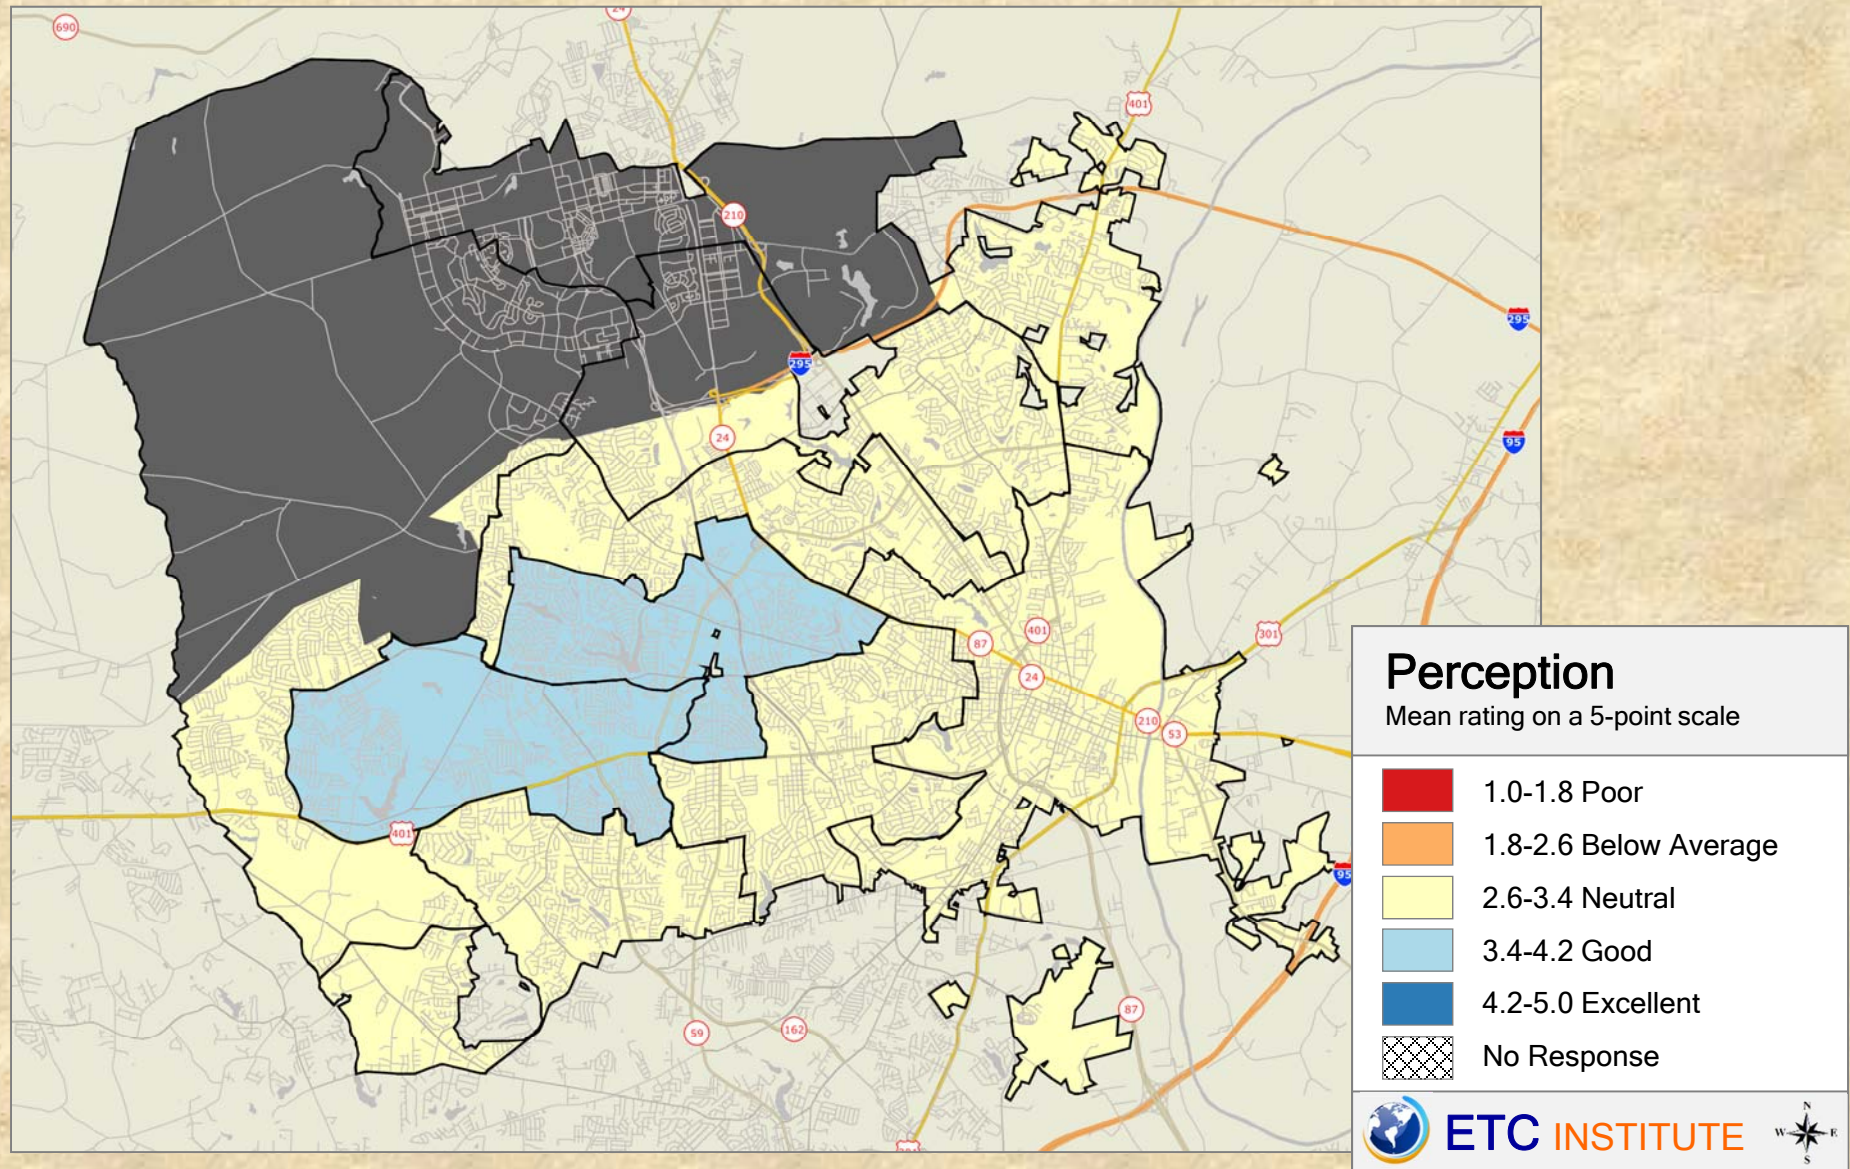 690
24
401
210
295
295
24
95
87
401
301
24
210
53
401
95
87
59
162
Perception
Mean rating on a 5-point scale
1.0-1.8 Poor
1.8-2.6 Below Average
2.6-3.4 Neutral
3.4-4.2 Good
4.2-5.0 Excellent
No Response
ETC INSTITUTE
N
W E
S